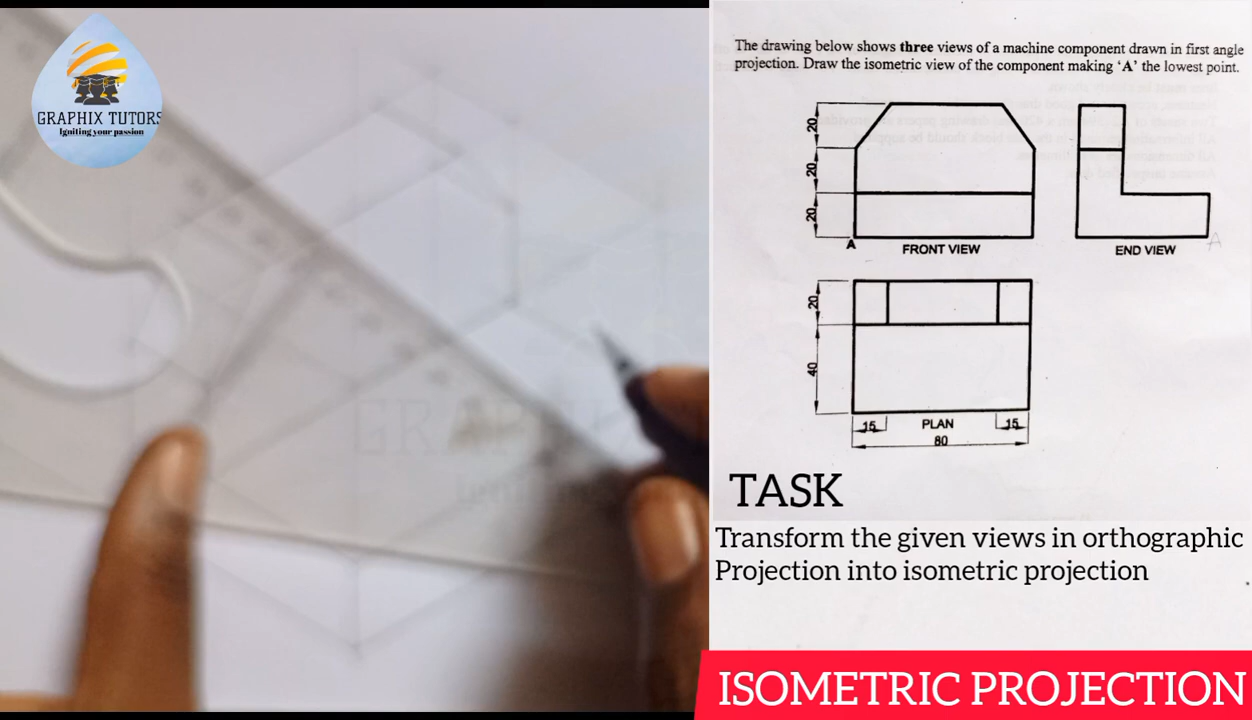 GRAPHIX TUTORS
Igniting your passion
The drawing below shows three views of a machine component drawn in first angle
projection. Draw the isometric view of the component making ‘A’ the lowest point.
20
20
20
A
FRONT VIEW
END VIEW
A
20
40
15
PLAN
15
80
TASK
Transform the given views in orthographic
Projection into isometric projection
ISOMETRIC PROJECTION